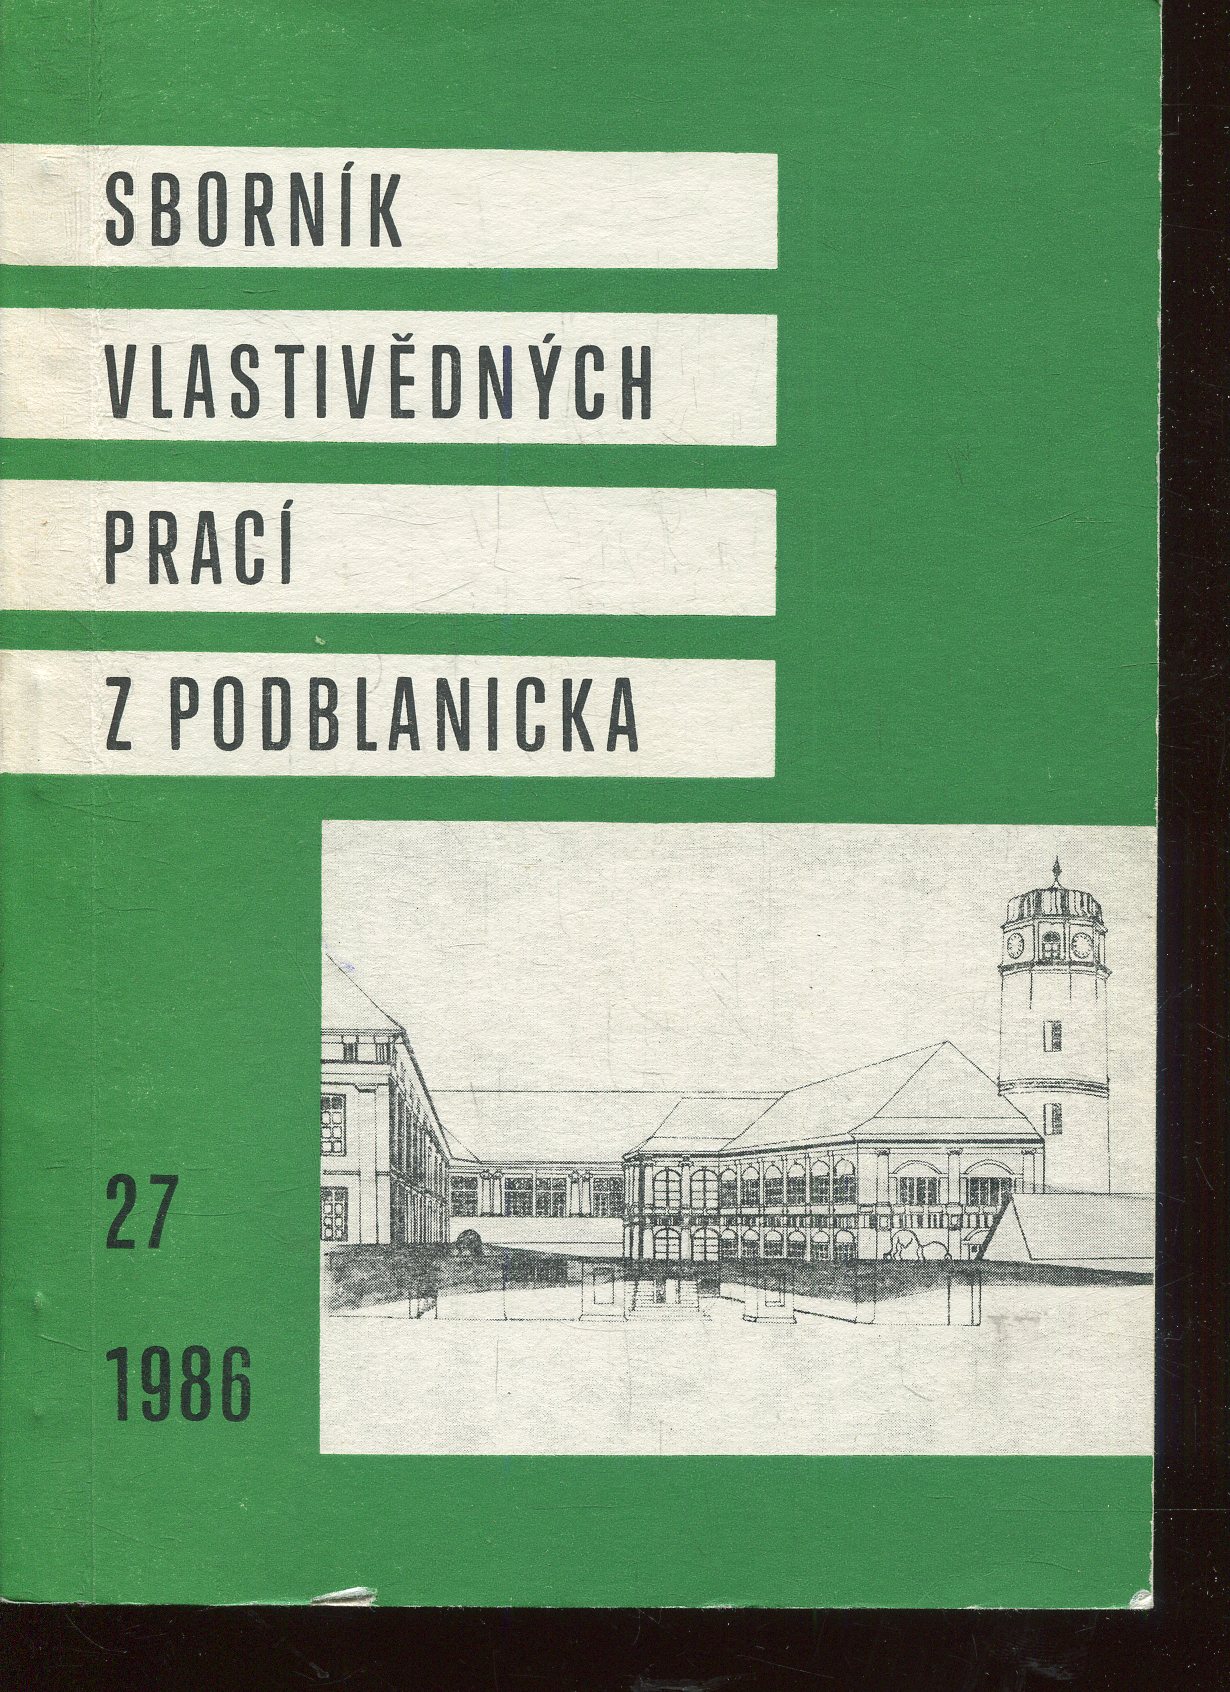 SBORNÍK
VLASTIVĚDNÝCH
PRACÍ
Z PODBLANICKA
27
1986